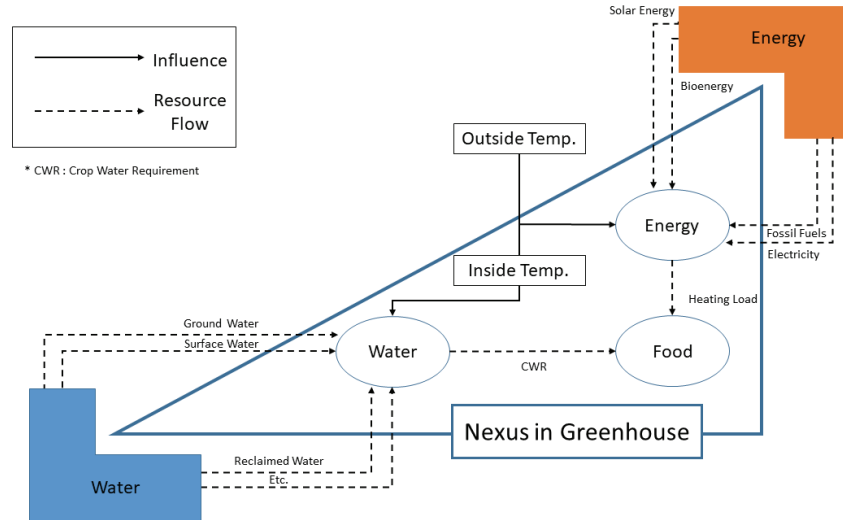 Solar Energy
Energy
Influence
Bioenergy
Resource
Flow
Outside Temp.
* CWR : Crop Water Requirement
Energy
Fossil Fuels
Electricity
Inside Temp.
Heating Load
Ground Water
Surface Water
Water
Food
CWR
Nexus in Greenhouse
Reclaimed Water
Etc.
Water